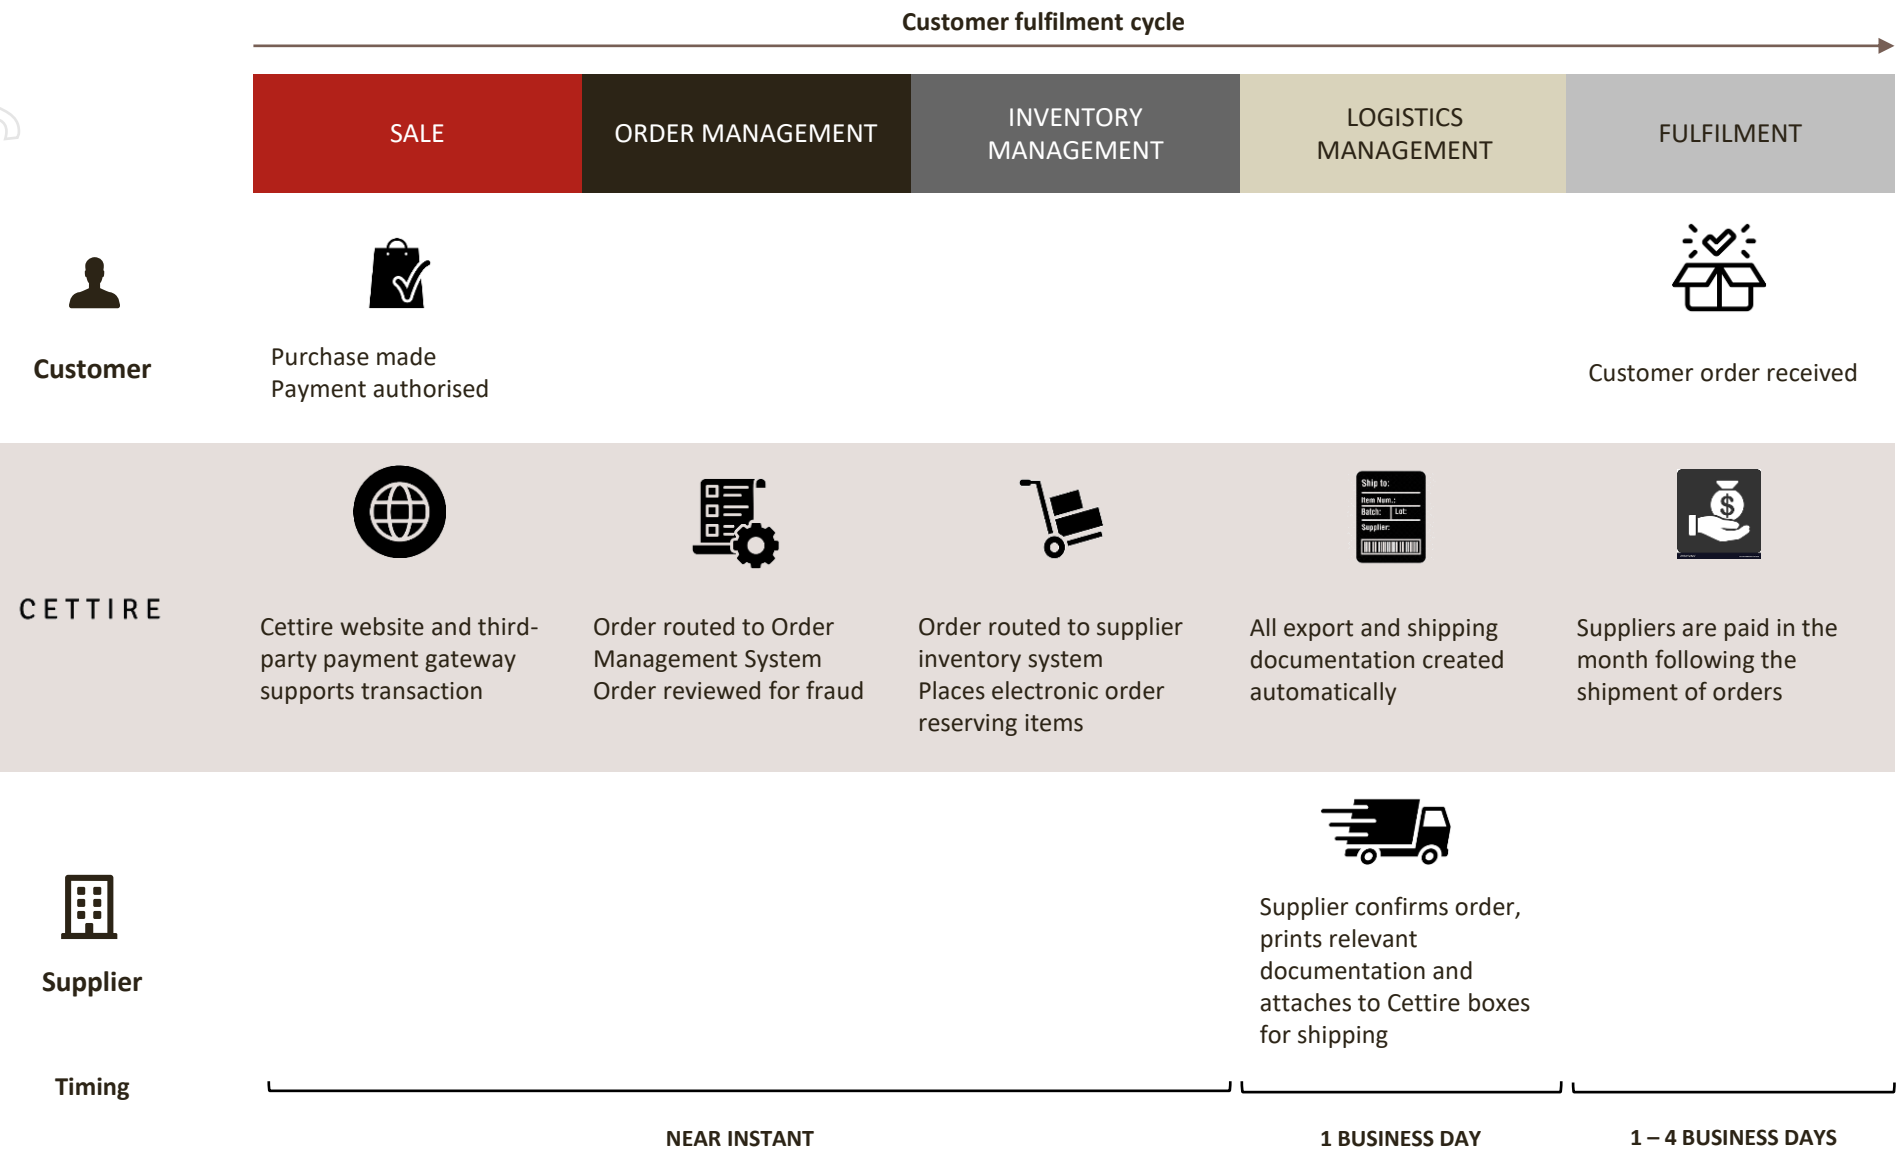 Customer fulfilment cycle
SALE
ORDER MANAGEMENT
INVENTORY
MANAGEMENT
LOGISTICS
MANAGEMENT
FULFILMENT
Customer
Purchase made
Payment authorised
Customer order received
CETTIRE
Cettire website and third-
party payment gateway
supports transaction
Order routed to Order
Management System
Order reviewed for fraud
Order routed to supplier
inventory system
Places electronic order
reserving items
Ship to:
Item Num.:
Batch: Lot:
Supplier:
All export and shipping
documentation created
automatically
$
Suppliers are paid in the
month following the
shipment of orders
Supplier
Supplier confirms order,
prints relevant
documentation and
attaches to Cettire boxes
for shipping
Timing
NEAR INSTANT
1 BUSINESS DAY
1 – 4 BUSINESS DAYS